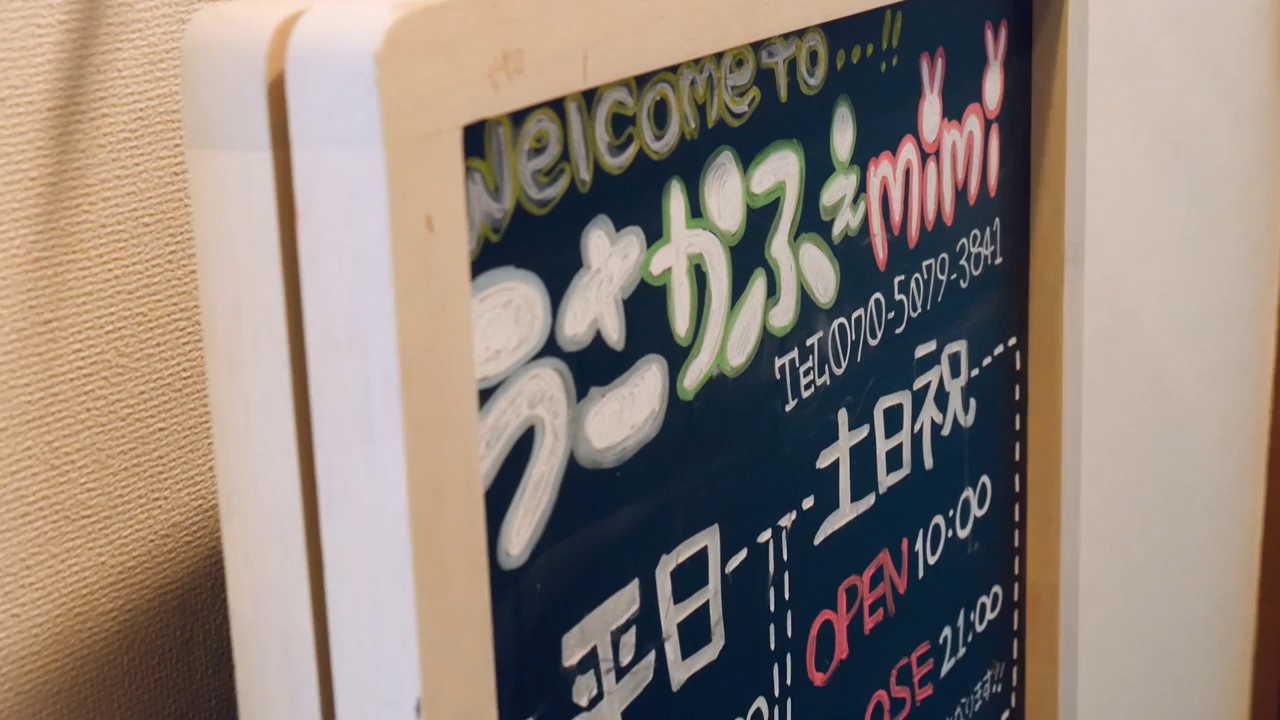 Welcome to...!!
うさかふぇmimi
TEL070-5079-3841
土日祝
平日
OPEN 10:00
OSE 21:00